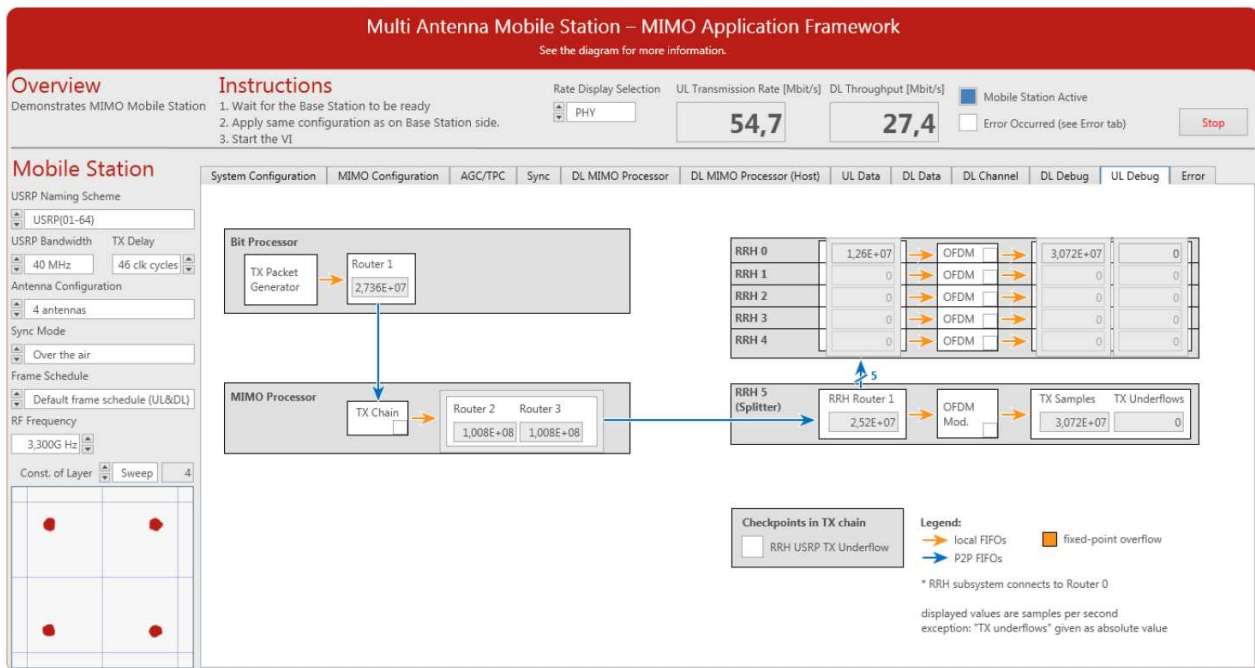 Multi Antenna Mobile Station – MIMO Application Framework
See the diagram for more information.
Overview
Demonstrates MIMO Mobile Station
Instructions
1. Wait for the Base Station to be ready
2. Apply same configuration as on Base Station side.
3. Start the VI
Rate Display Selection
PHY
UL Transmission Rate [Mbit/s]
54,7
DL Throughput [Mbit/s]
27,4
Mobile Station Active
Error Occurred (see Error tab)
Stop
Mobile Station
USRP Naming Scheme
USRP(01-64)
USRP Bandwidth TX Delay
40 MHz 46 clk cycles
Antenna Configuration
4 antennas
Sync Mode
Over the air
Frame Schedule
Default frame schedule (UL&DL)
RF Frequency
3,300G Hz
Const. of Layer Sweep 4
System Configuration MIMO Configuration AGC/TPC Sync DL MIMO Processor DL MIMO Processor (Host) UL Data DL Data DL Channel DL Debug UL Debug Error
Bit Processor
TX Packet
Generator
Router 1
2,736E+07
MIMO Processor
TX Chain
Router 2 Router 3
1,008E+08 1,008E+08
RRH 0 1,26E+07 OFDM 3,072E+07 0
RRH 1 0 OFDM 0 0
RRH 2 0 OFDM 0 0
RRH 3 0 OFDM 0 0
RRH 4 0 OFDM 0 0
5
RRH 5
(Splitter)
RRH Router 1
2,52E+07
OFDM
Mod.
TX Samples TX Underflows
3,072E+07 0
Checkpoints in TX chain
RRH USRP TX Underflow
Legend:
local FIFOs
P2P FIFOs
fixed-point overflow
* RRH subsystem connects to Router 0
displayed values are samples per second
exception: "TX underflows" given as absolute value